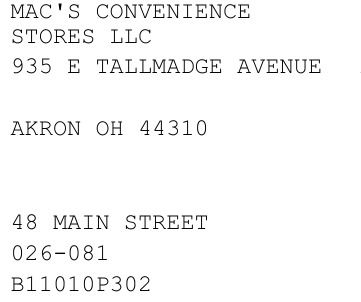 MAC'S CONVENIENCE
STORES LLC
935 E TALLMADGE AVENUE
AKRON OH 44310
48 MAIN STREET
026-081
B11010P302